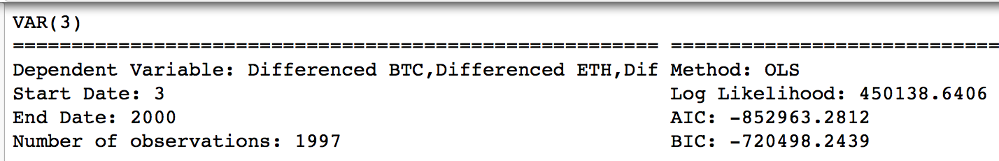 VAR(3)
======================================================= ============================
Dependent Variable: Differenced BTC,Differenced ETH,Dif Method: OLS
Start Date: 3                                           Log Likelihood: 450138.6406
End Date: 2000                                          AIC: -852963.2812
Number of observations: 1997                            BIC: -720498.2439